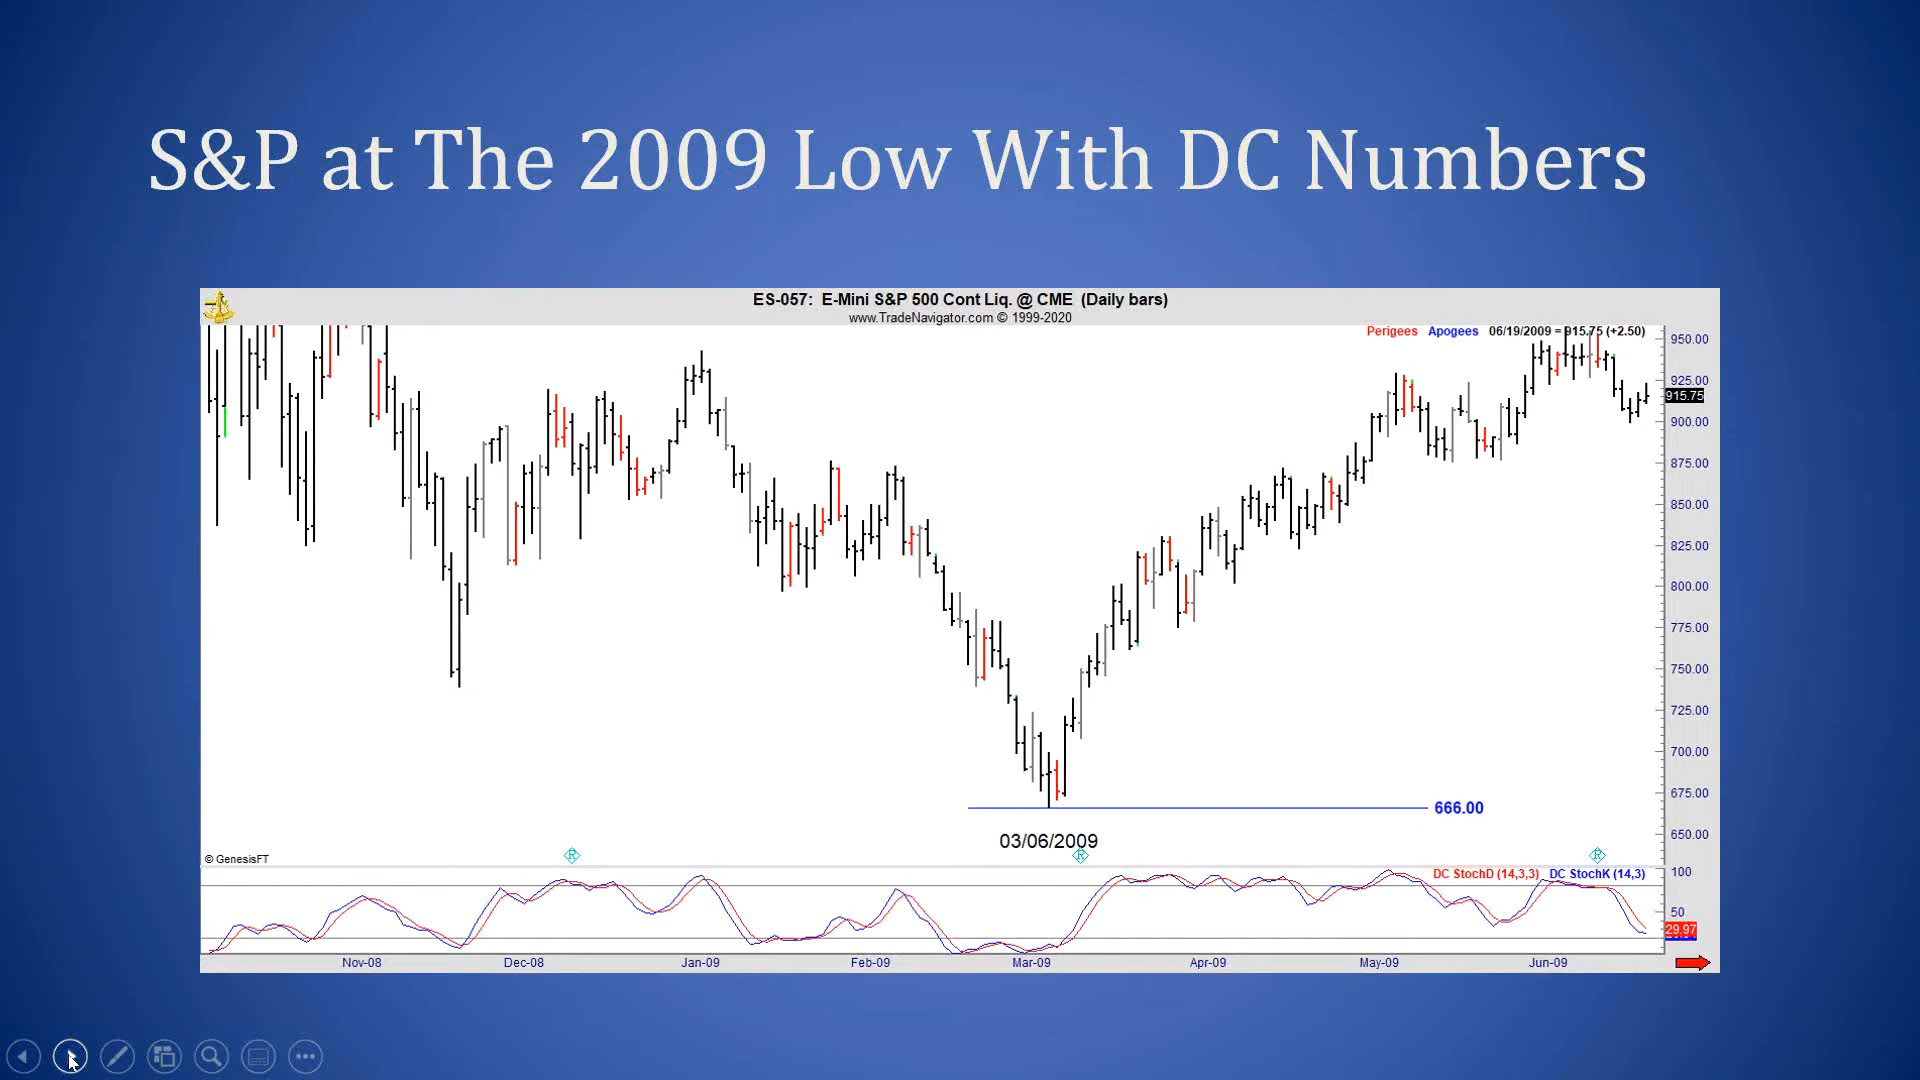 S&P at The 2009 Low With DC Numbers
ES-057: E-Mini S&P 500 Cont Liq. @ CME (Daily bars)
www.TradeNavigator.com © 1999-2020
Perigees Apogees 06/19/2009 = 915.75 (+2.50)
950.00
925.00
915.75
900.00
875.00
850.00
825.00
800.00
775.00
750.00
725.00
700.00
675.00
666.00
650.00
03/06/2009
R R R
© GenesisFT
DC StochD (14,3,3) DC StochK (14,3)
100
50
29.97
Nov-08 Dec-08 Jan-09 Feb-09 Mar-09 Apr-09 May-09 Jun-09